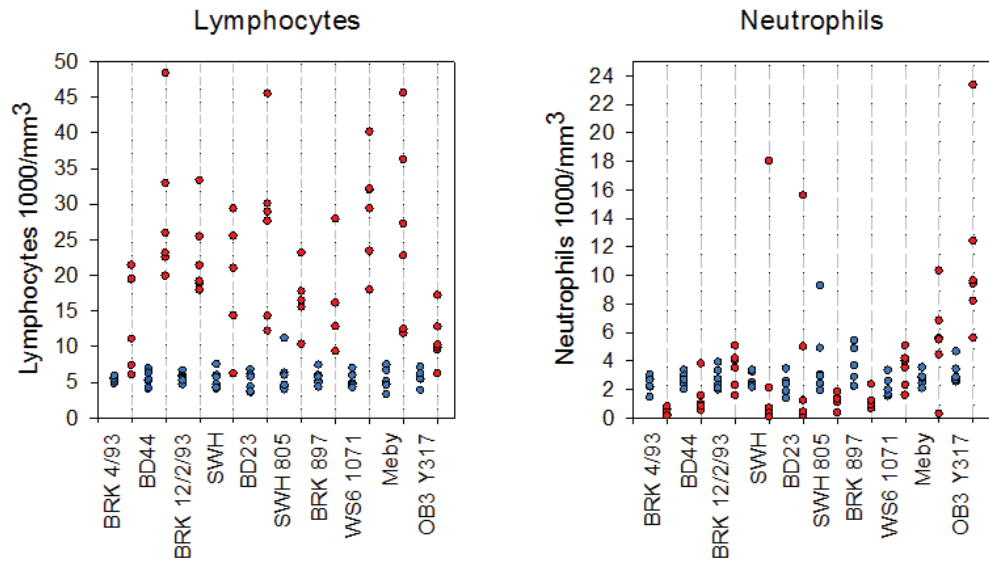 Lymphocytes
Lymphocytes 1000/mm³
50
45
40
35
30
25
20
15
10
5
0
BRK 4/93
BD44
BRK 12/2/93
SWH
BD23
SWH 805
BRK 897
WS6 1071
Meby
OB3 Y317
Neutrophils
Neutrophils 1000/mm³
24
22
20
18
16
14
12
10
8
6
4
2
0
BRK 4/93
BD44
BRK 12/2/93
SWH
BD23
SWH 805
BRK 897
WS6 1071
Meby
OB3 Y317